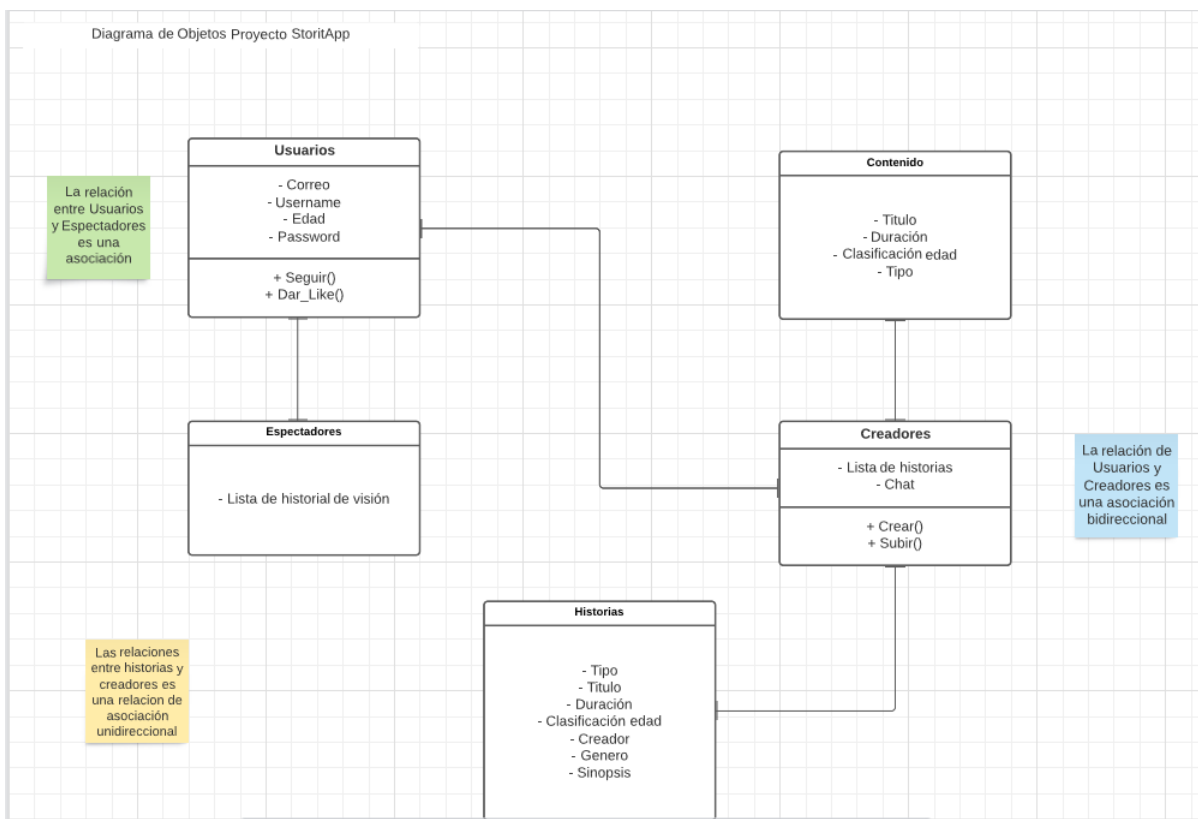 Diagrama de Objetos Proyecto StoritApp
Usuarios
- Correo
- Username
- Edad
- Password
+ Seguir()
+ Dar_Like()
Contenido
- Titulo
- Duración
- Clasificación edad
- Tipo
La relación
entre Usuarios
y Espectadores
es una
asociación
Espectadores
- Lista de historial de visión
Creadores
- Lista de historias
- Chat
+ Crear()
+ Subir()
La relación de
Usuarios y
Creadores es
una asociación
bidireccional
Historias
- Tipo
- Titulo
- Duración
- Clasificación edad
- Creador
- Genero
- Sinopsis
Las relaciones
entre historias y
creadores es
una relacion de
asociación
unidireccional